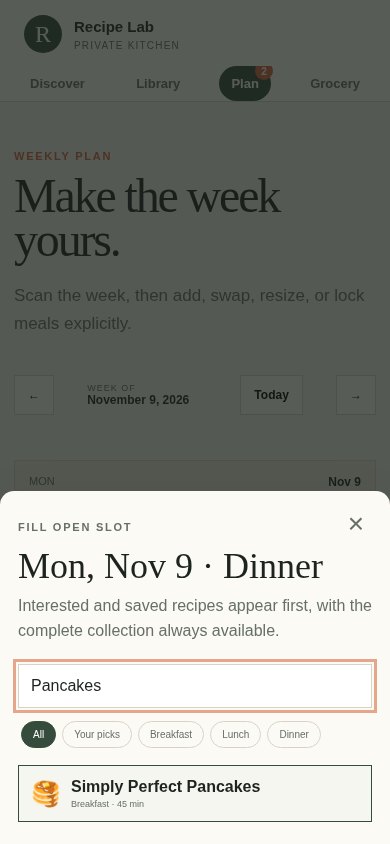 R
Recipe Lab
PRIVATE KITCHEN
Discover
Library
Plan
2
Grocery
WEEKLY PLAN
Make the week
yours.
Scan the week, then add, swap, resize, or lock
meals explicitly.
←
WEEK OF
November 9, 2026
Today
→
MON
Nov 9
FILL OPEN SLOT
Mon, Nov 9 · Dinner
Interested and saved recipes appear first, with the
complete collection always available.
Pancakes
All
Your picks
Breakfast
Lunch
Dinner
Simply Perfect Pancakes
Breakfast · 45 min